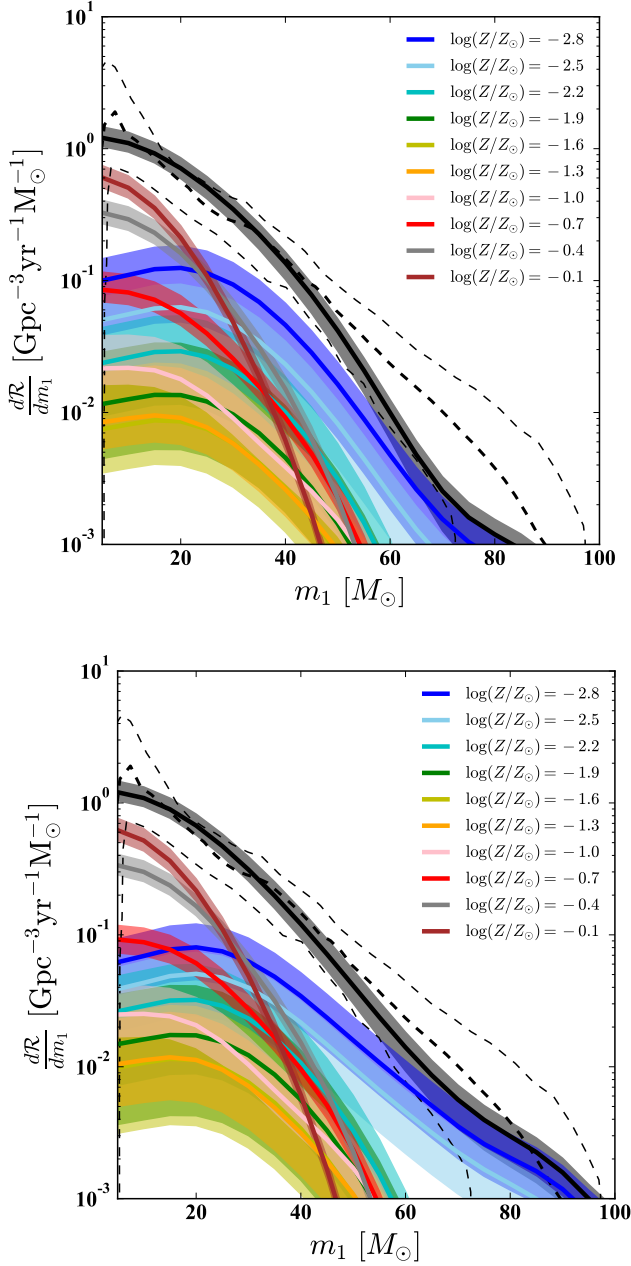 10¹
log(Z/Z⊙) = −2.8
log(Z/Z⊙) = −2.5
log(Z/Z⊙) = −2.2
log(Z/Z⊙) = −1.9
log(Z/Z⊙) = −1.6
log(Z/Z⊙) = −1.3
log(Z/Z⊙) = −1.0
log(Z/Z⊙) = −0.7
log(Z/Z⊙) = −0.4
log(Z/Z⊙) = −0.1
10⁰
10⁻¹
10⁻²
10⁻³
dR/dm₁ [Gpc⁻³yr⁻¹M⊙⁻¹]
20 40 60 80 100
m₁ [M⊙]
10¹
log(Z/Z⊙) = −2.8
log(Z/Z⊙) = −2.5
log(Z/Z⊙) = −2.2
log(Z/Z⊙) = −1.9
log(Z/Z⊙) = −1.6
log(Z/Z⊙) = −1.3
log(Z/Z⊙) = −1.0
log(Z/Z⊙) = −0.7
log(Z/Z⊙) = −0.4
log(Z/Z⊙) = −0.1
10⁰
10⁻¹
10⁻²
10⁻³
dR/dm₁ [Gpc⁻³yr⁻¹M⊙⁻¹]
20 40 60 80 100
m₁ [M⊙]